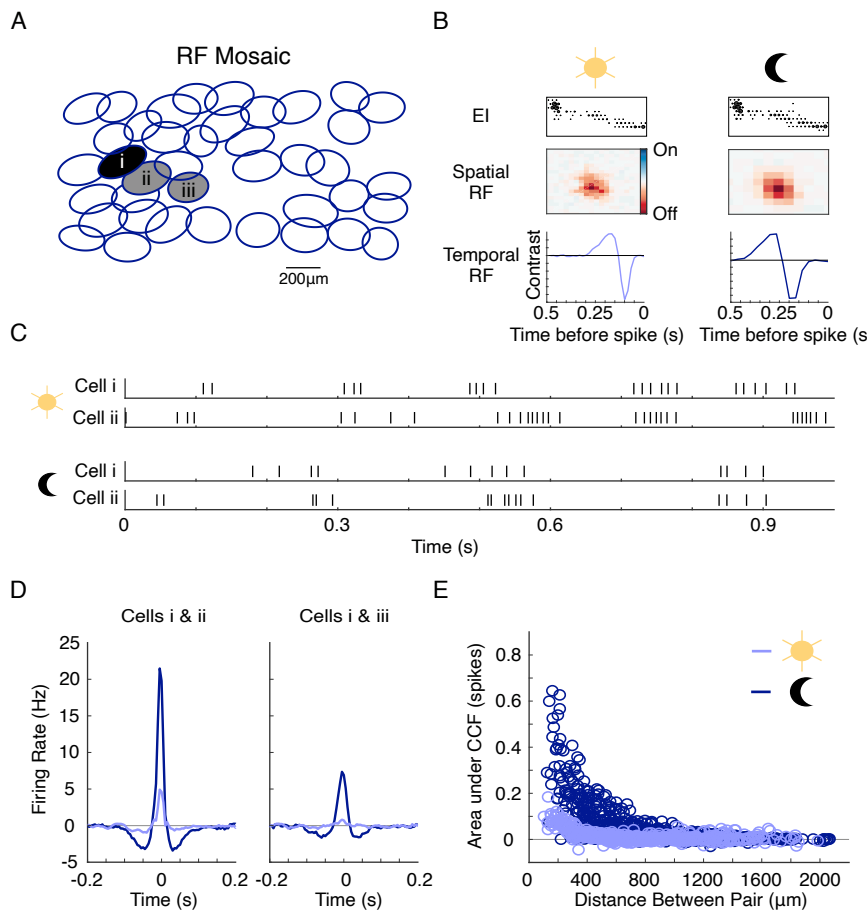 A
RF Mosaic
i
ii
iii
200µm
B
EI
Spatial
RF
On
Off
Temporal
RF
Contrast
0.5 0.25 0
Time before spike (s)
0.5 0.25 0
Time before spike (s
C
Cell i
Cell ii
Cell i
Cell ii
0 0.3 0.6 0.9
Time (s)
D
Cells i & ii
Cells i & iii
Firing Rate (Hz)
25
20
15
10
5
0
-5
-0.2 0 0.2
Time (s)
-0.2 0 0.2
Time (s)
E
Area under CCF (spikes)
0.8
0.6
0.4
0.2
0
400 800 1200 1600 2000
Distance Between Pair (µm)